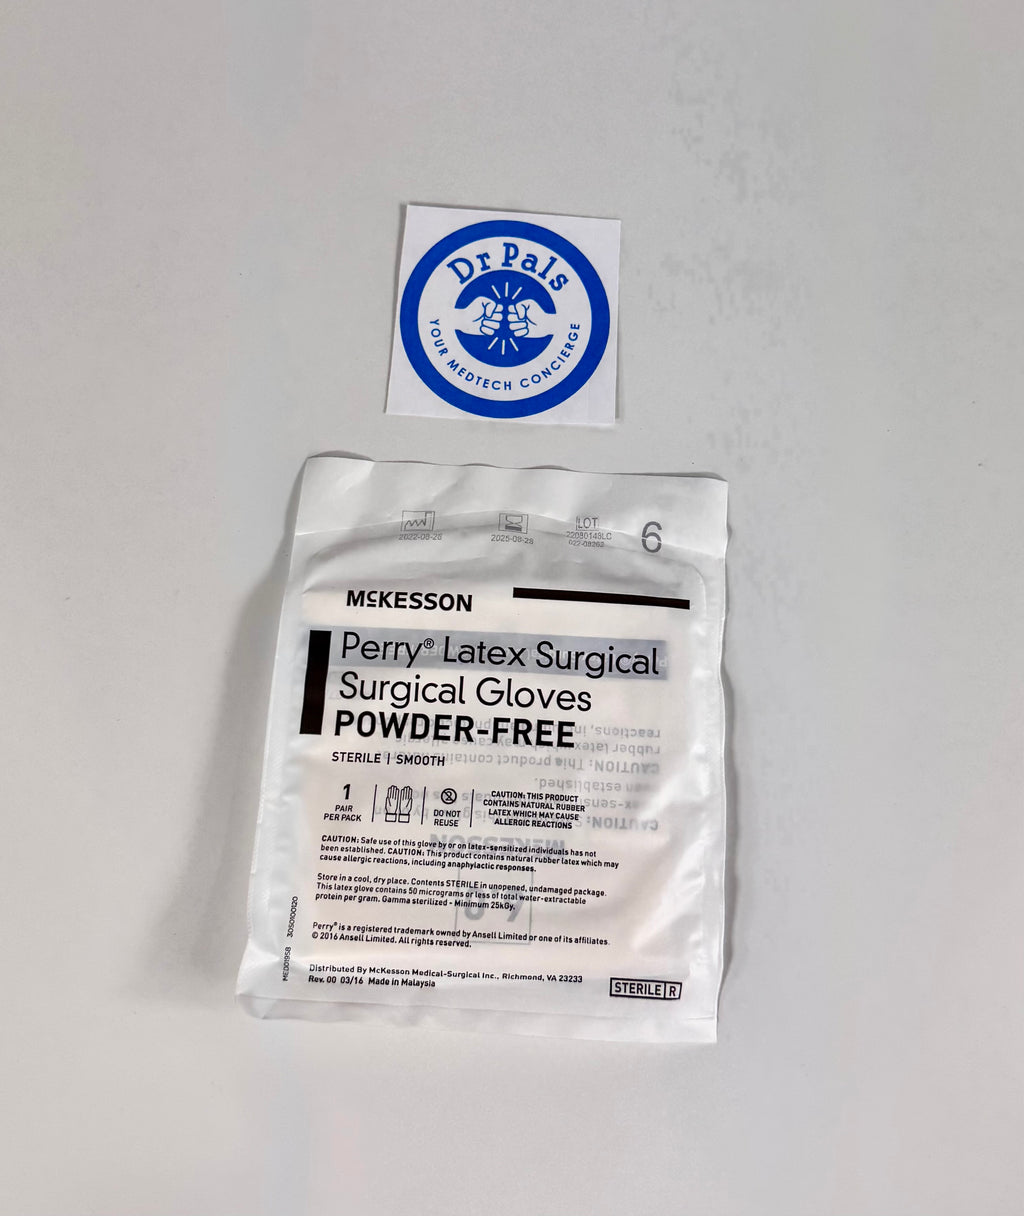 Dr Pals
YOUR MEDTECH CONCIERGE
2022-08-28
2025-08-28
LOT
6
McKESSON
Perry® Latex Surgical
Surgical Gloves
POWDER-FREE
STERILE | SMOOTH
1
PAIR
PER PACK
DO NOT
REUSE
CAUTION: THIS PRODUCT
CONTAINS NATURAL RUBBER
LATEX WHICH MAY CAUSE
ALLERGIC REACTIONS
CAUTION: Safe use of this glove by or on latex-sensitized individuals has not
been established. CAUTION: This product contains natural rubber latex which may
cause allergic reactions, including anaphylactic responses.
Store in a cool, dry place. Contents STERILE in unopened, undamaged package.
This latex glove contains 50 micrograms or less of total water-extractable
protein per gram. Gamma sterilized - Minimum 25kGy.
Perry® is a registered trademark owned by Ansell Limited or one of its affiliates.
© 2016 Ansell Limited. All rights reserved.
Distributed By McKesson Medical-Surgical Inc., Richmond, VA 23233
Rev. 00 03/16 Made in Malaysia
STERILE R